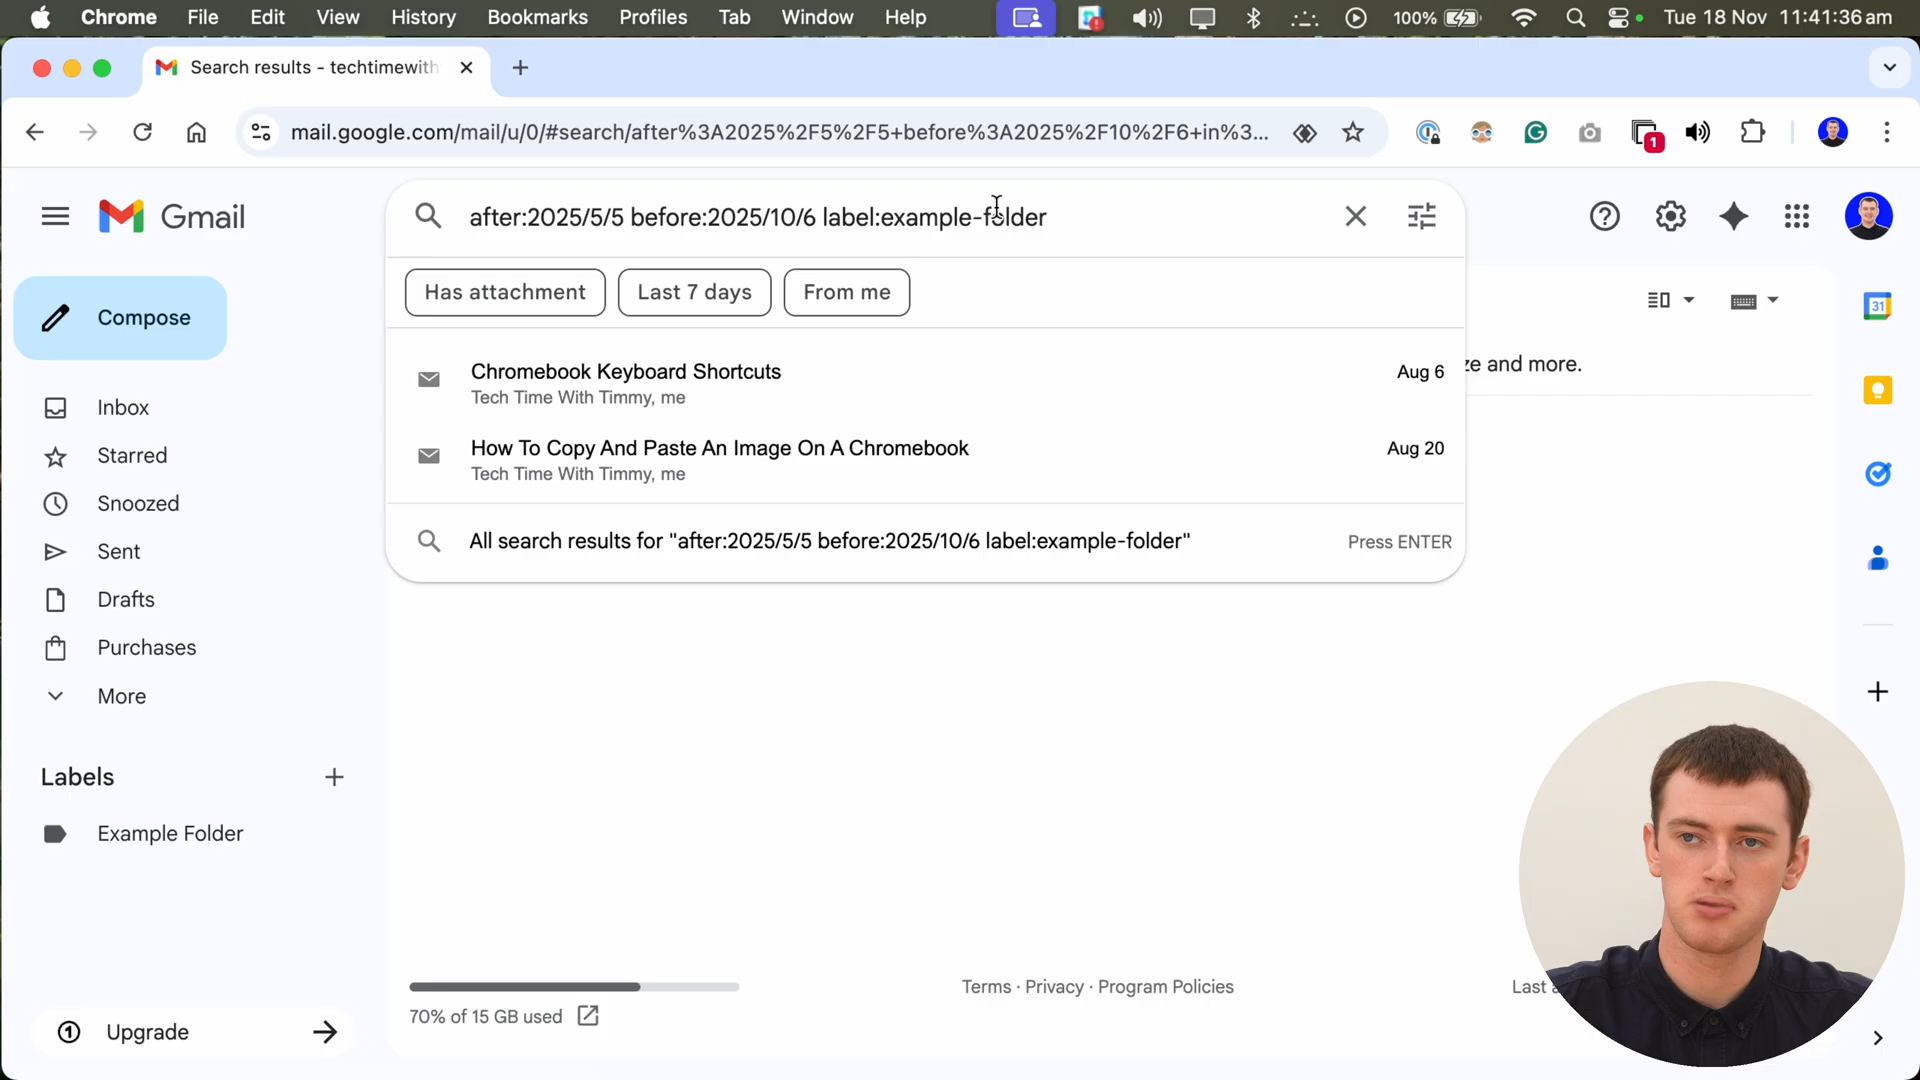 Chrome File Edit View History Bookmarks Profiles Tab Window Help 100% Tue 18 Nov 11:41:36 am
Search results - techtimewith
mail.google.com/mail/u/0/#search/after%3A2025%2F5%2F5+before%3A2025%2F10%2F6+in%3... 1
Gmail
after:2025/5/5 before:2025/10/6 label:example-folder
Compose
Has attachment Last 7 days From me
31
ze and more.
Chromebook Keyboard Shortcuts Aug 6
Tech Time With Timmy, me
Inbox
How To Copy And Paste An Image On A Chromebook Aug 20
Tech Time With Timmy, me
Starred
Snoozed
All search results for "after:2025/5/5 before:2025/10/6 label:example-folder" Press ENTER
Sent
Drafts
Purchases
More
Labels
Example Folder
Terms · Privacy · Program Policies
Last
70% of 15 GB used
1 Upgrade